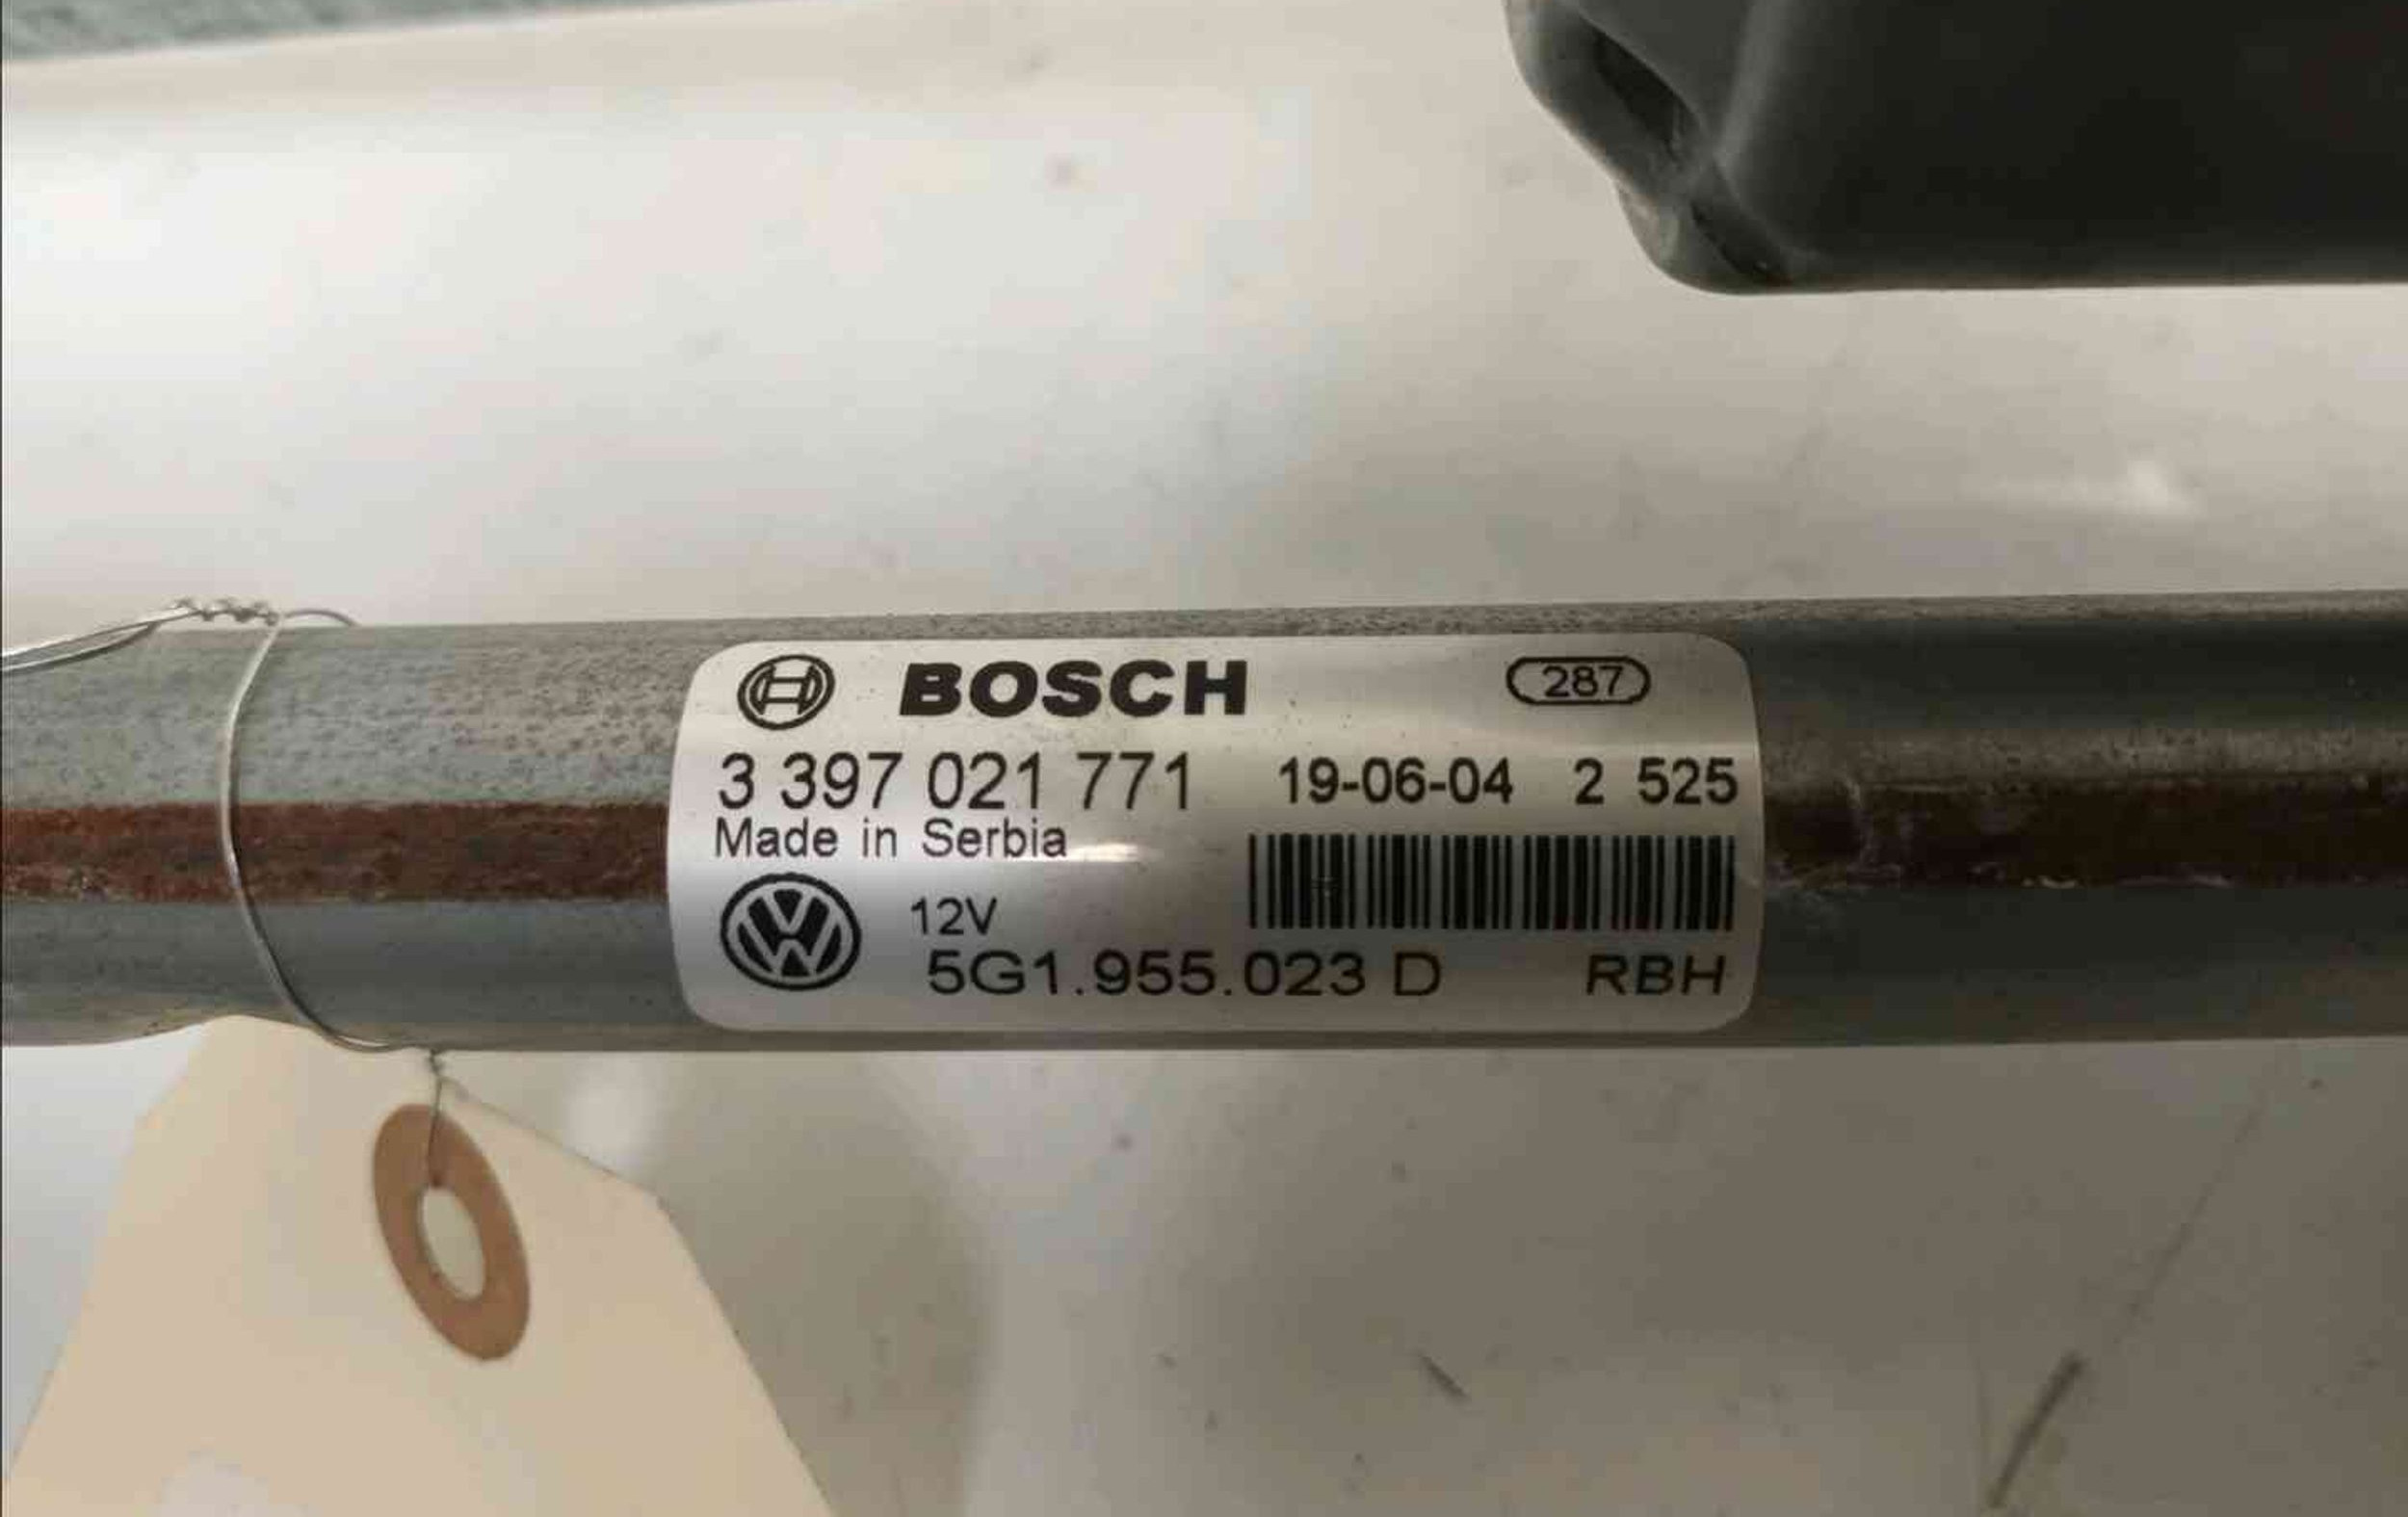 BOSCH 287
3 397 021 771 19-06-04 2 525
Made in Serbia
12V
5G1.955.023 D RBH